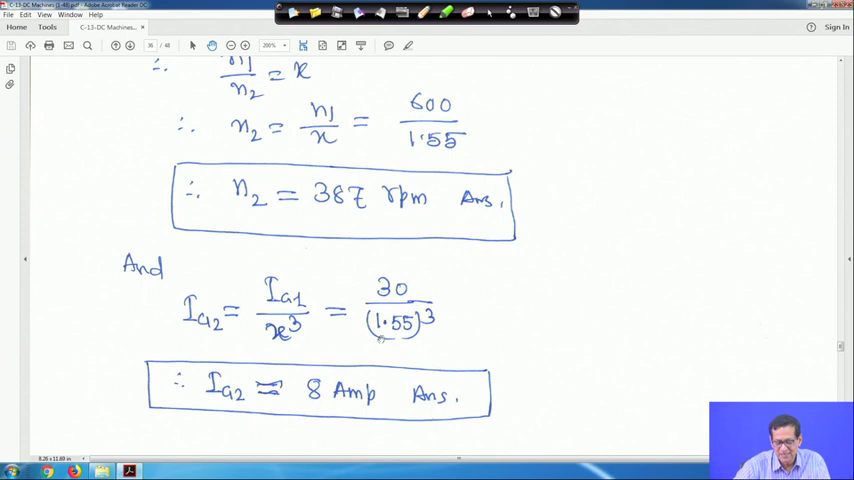 C-13-DC Machines (1-48).pdf - Adobe Acrobat Reader DC
File Edit View Window Help
Home Tools C-13-DC Machines (1-... × Sign In
36 / 48 206%
∴ n1/n2 = x
∴ n2 = n1/x = 600/1.55
∴ n2 = 387 rpm Ans.
And
Ia2 = Ia1/x^3 = 30/(1.55)^3
∴ Ia2 ≈ 8 Amp Ans.
8.26 x 11.69 in